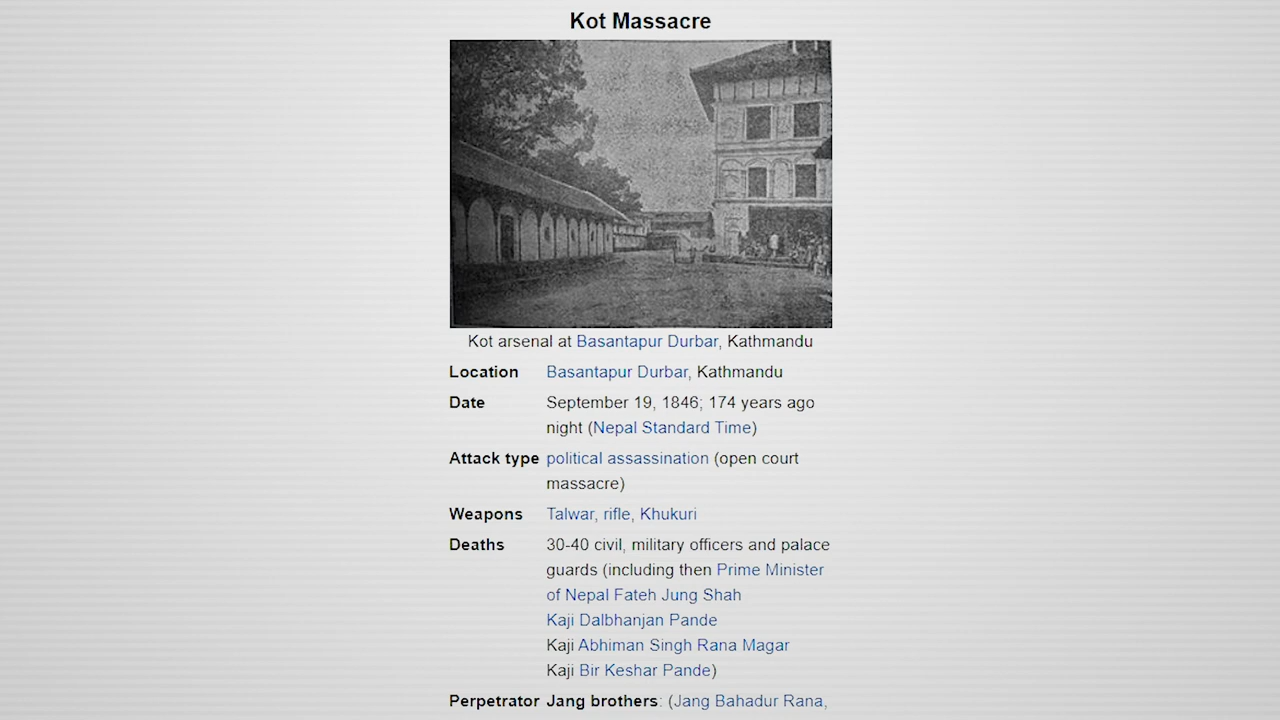 Kot Massacre
Kot arsenal at Basantapur Durbar, Kathmandu
Location Basantapur Durbar, Kathmandu
Date September 19, 1846; 174 years ago
night (Nepal Standard Time)
Attack type political assassination (open court
massacre)
Weapons Talwar, rifle, Khukuri
Deaths 30-40 civil, military officers and palace
guards (including then Prime Minister
of Nepal Fateh Jung Shah
Kaji Dalbhanjan Pande
Kaji Abhiman Singh Rana Magar
Kaji Bir Keshar Pande)
Perpetrator Jang brothers: (Jang Bahadur Rana,